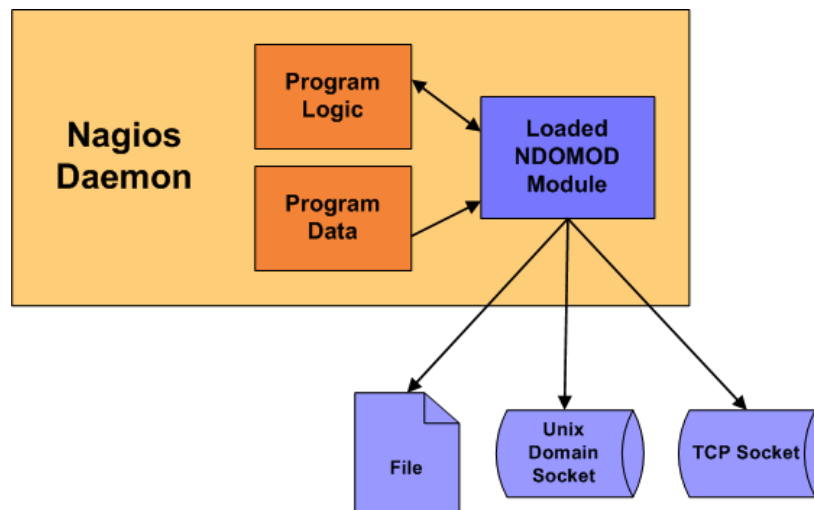 Nagios
Daemon
Program
Logic
Program
Data
Loaded
NDOMOD
Module
File
Unix
Domain
Socket
TCP Socket